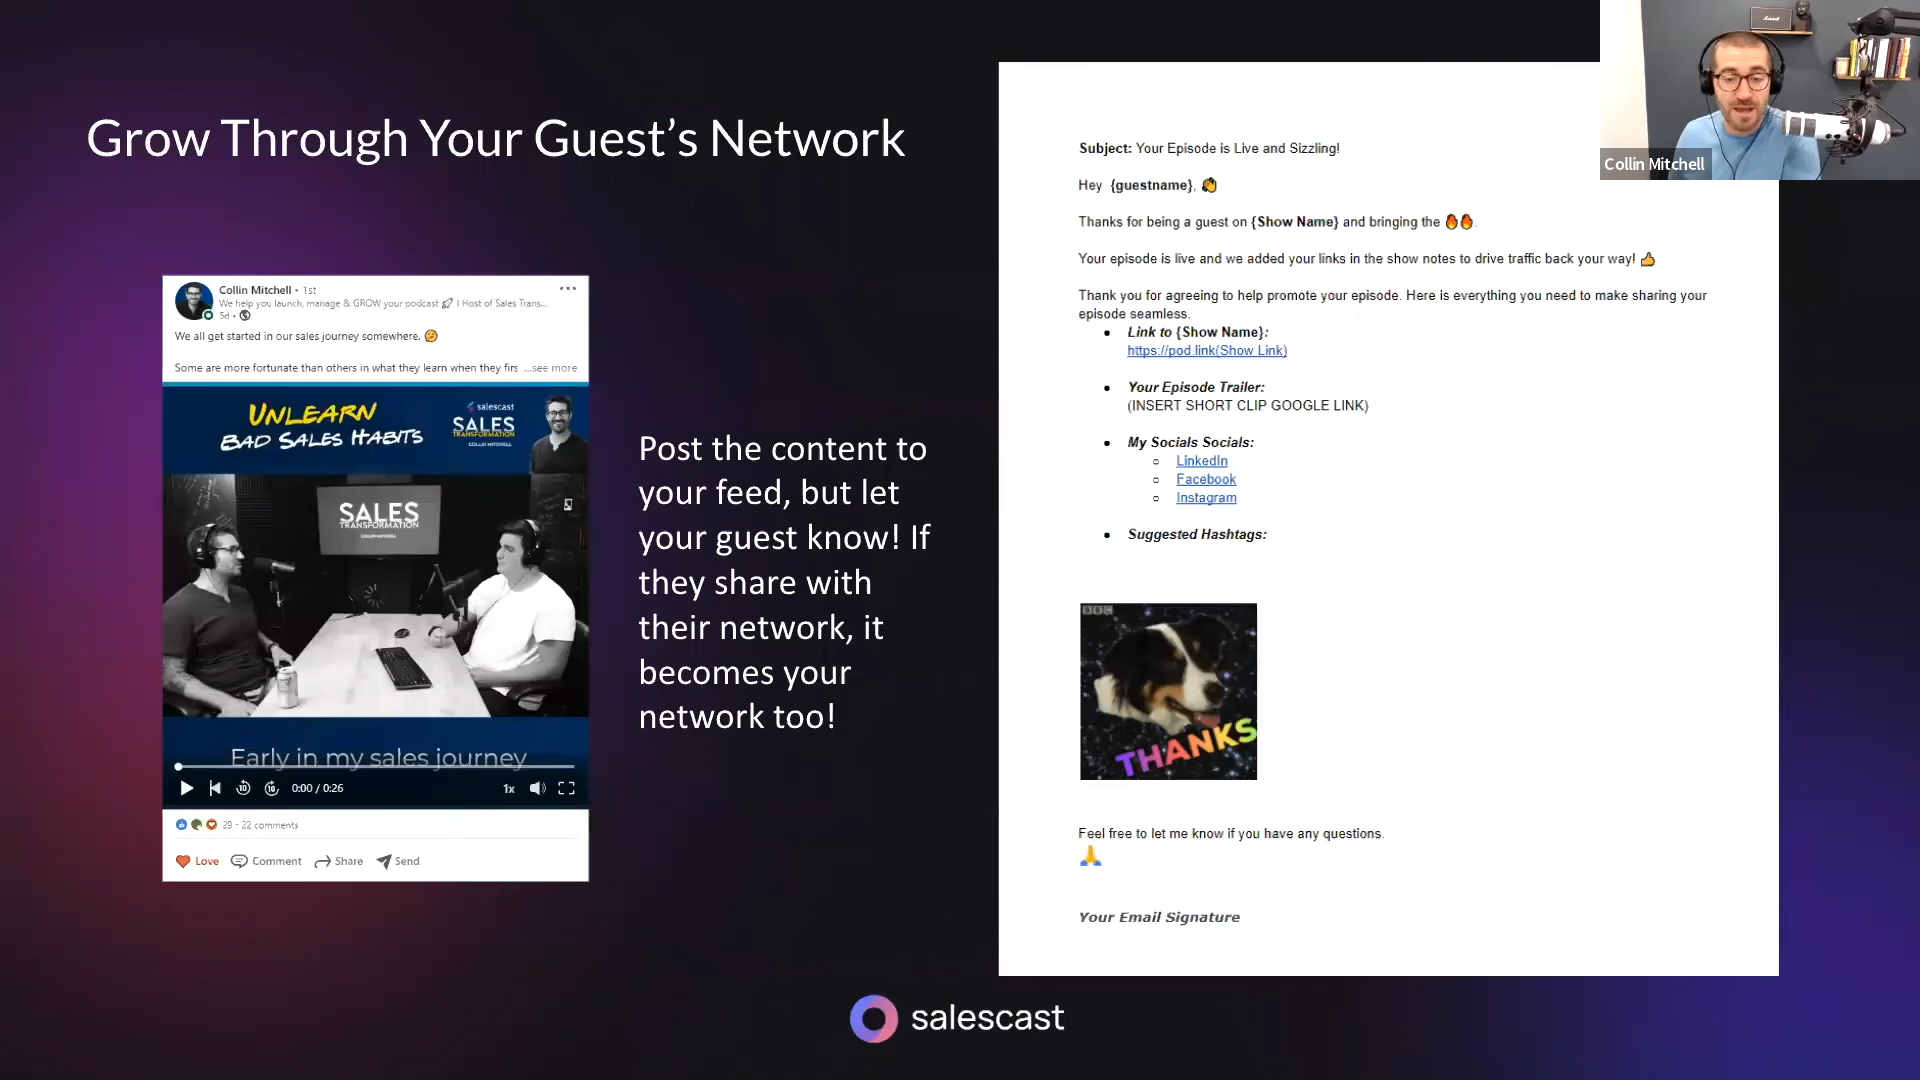 Grow Through Your Guest's Network
Collin Mitchell • 1st
We help you launch, manage & GROW your podcast 🚀 | Host of Sales Trans...
5d •
We all get started in our sales journey somewhere. 🫡
Some are more fortunate than others in what they learn when they firs ...see more
UNLEARN
BAD SALES HABITS
salescast
SALES
TRANSFORMATION
COLLIN MITCHELL
SALES
TRANSFORMATION
COLLIN MITCHELL
Early in my sales journey
10
10
0:00 / 0:26
1x
29 • 22 comments
Love
Comment
Share
Send
Post the content to
your feed, but let
your guest know! If
they share with
their network, it
becomes your
network too!
Subject: Your Episode is Live and Sizzling!
Hey {guestname}, 👏
Thanks for being a guest on {Show Name} and bringing the 🔥🔥.
Your episode is live and we added your links in the show notes to drive traffic back your way! 👍
Thank you for agreeing to help promote your episode. Here is everything you need to make sharing your
episode seamless.
• Link to {Show Name}:
https://pod.link(Show Link)
• Your Episode Trailer:
(INSERT SHORT CLIP GOOGLE LINK)
• My Socials Socials:
○ LinkedIn
○ Facebook
○ Instagram
• Suggested Hashtags:
BBC
THANKS
Feel free to let me know if you have any questions.
🙏
Your Email Signature
Marshall
Collin Mitchell
salescast